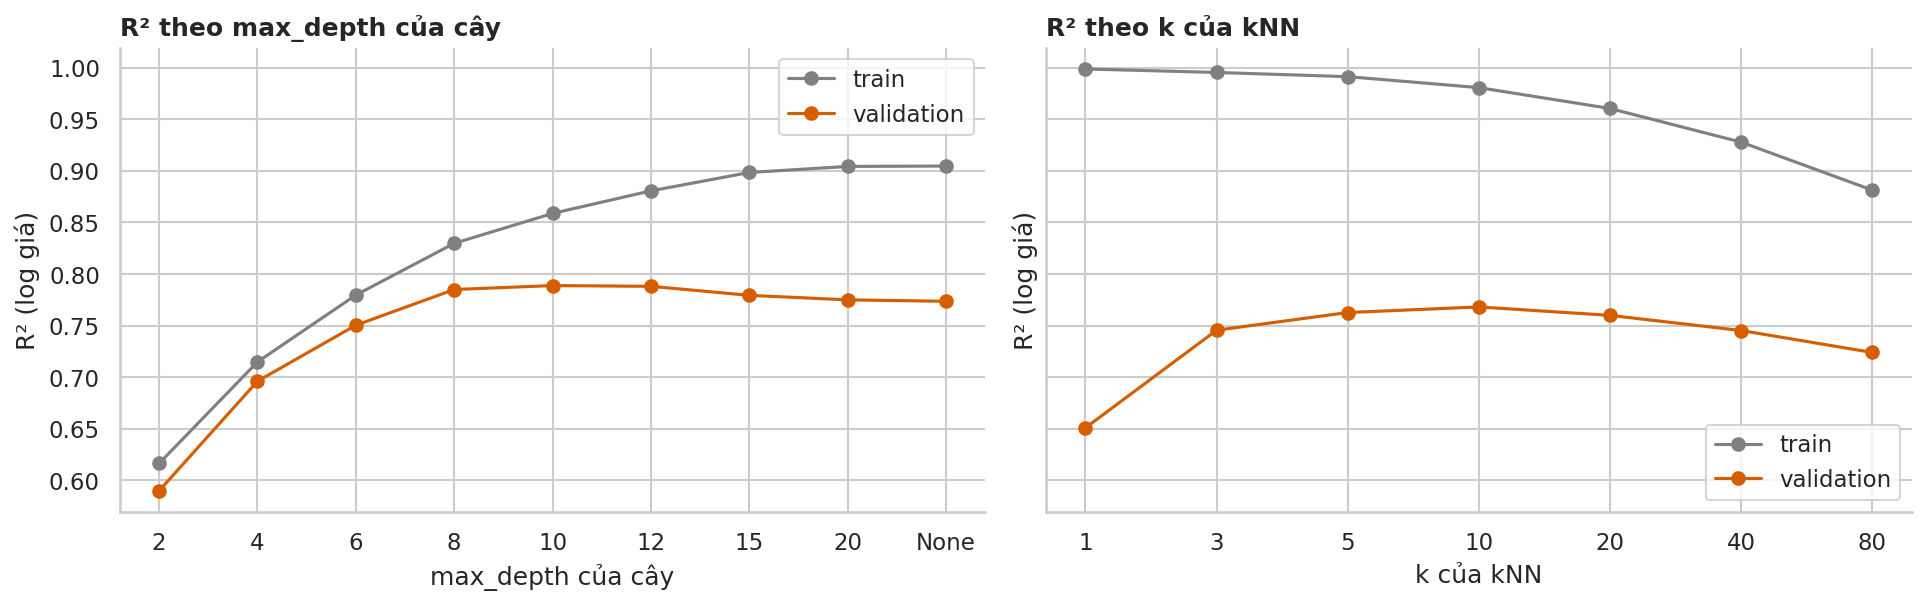 R² theo max_depth của cây
R² (log giá)
1.00
0.95
0.90
0.85
0.80
0.75
0.70
0.65
0.60
train
validation
2 4 6 8 10 12 15 20 None
max_depth của cây
R² theo k của kNN
R² (log giá)
train
validation
1 3 5 10 20 40 80
k của kNN